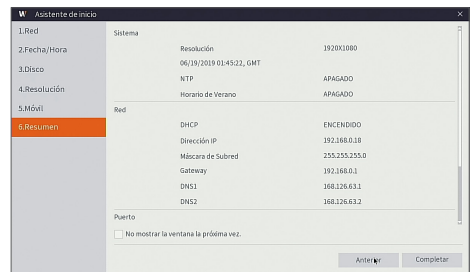 W Asistente de inicio
1.Red
2.Fecha/Hora
3.Disco
4.Resolución
5.Móvil
6.Resumen
Sistema
Resolución 1920X1080
06/19/2019 01:45:22, GMT
NTP APAGADO
Horario de Verano APAGADO
Red
DHCP ENCENDIDO
Dirección IP 192.168.0.18
Máscara de Subred 255.255.255.0
Gateway 192.168.0.1
DNS1 168.126.63.1
DNS2 168.126.63.2
Puerto
No mostrar la ventana la próxima vez.
Anterior Completar